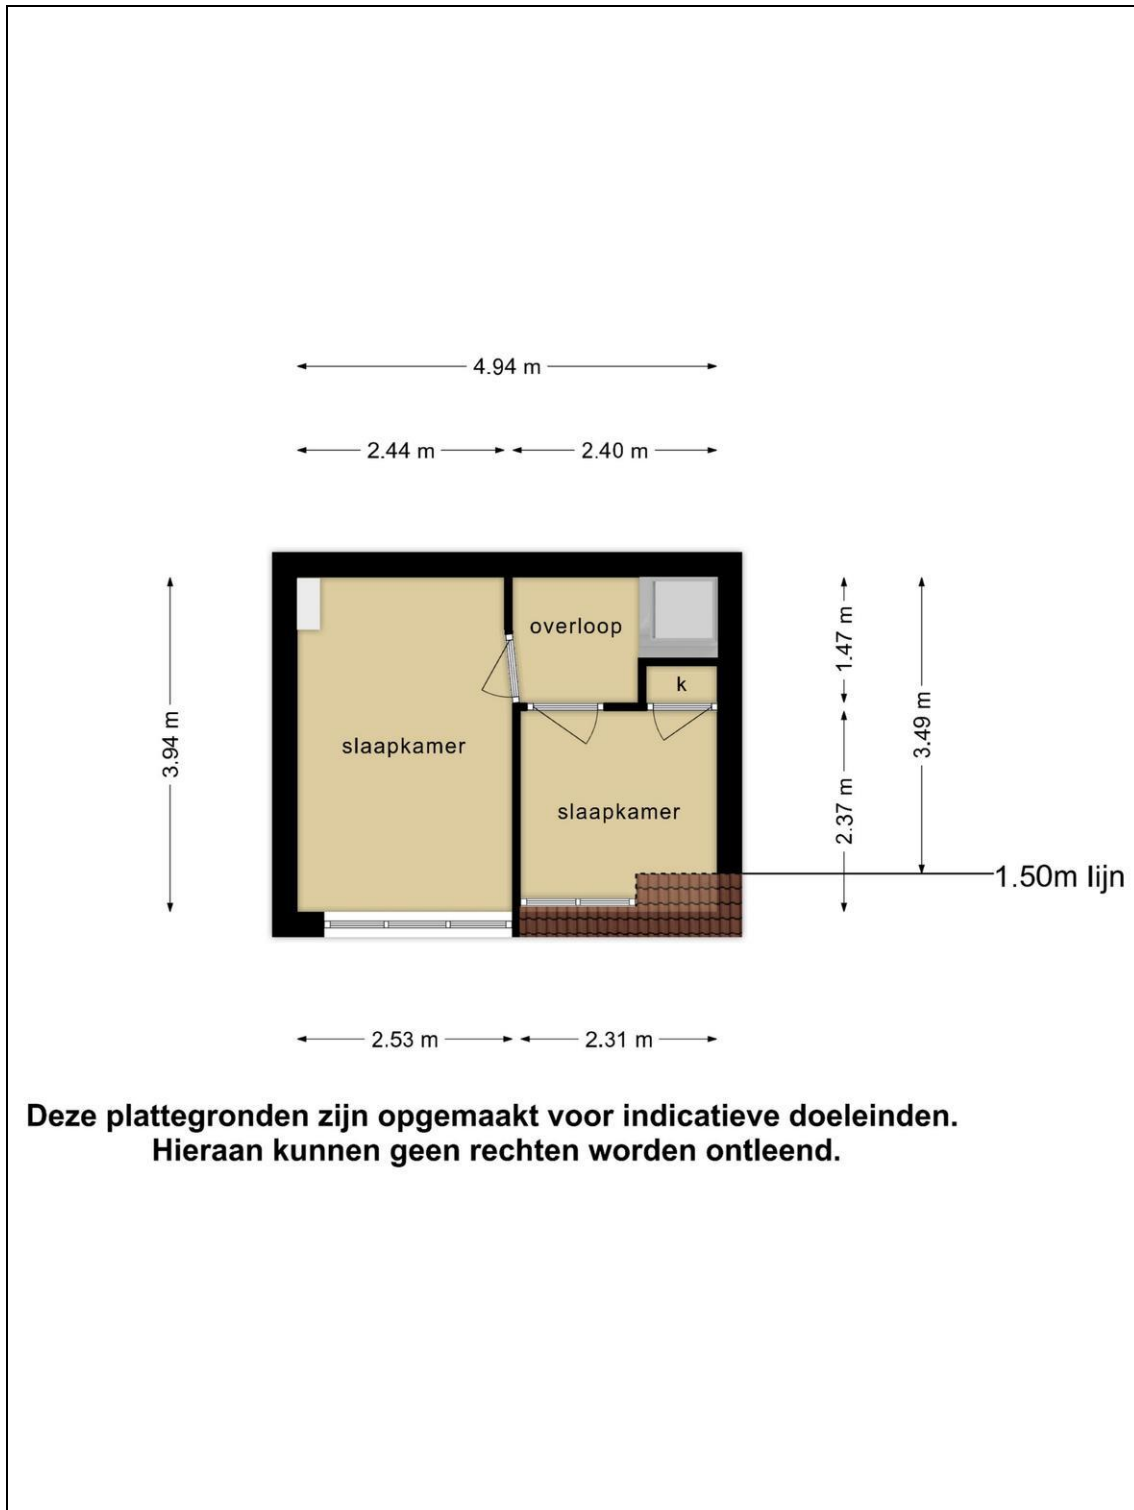 4.94 m
2.44 m
2.40 m
overloop
1.47 m
k
3.49 m
3.94 m
slaapkamer
2.37 m
slaapkamer
1.50m lijn
2.53 m
2.31 m
Deze plattegronden zijn opgemaakt voor indicatieve doeleinden.
Hieraan kunnen geen rechten worden ontleend.